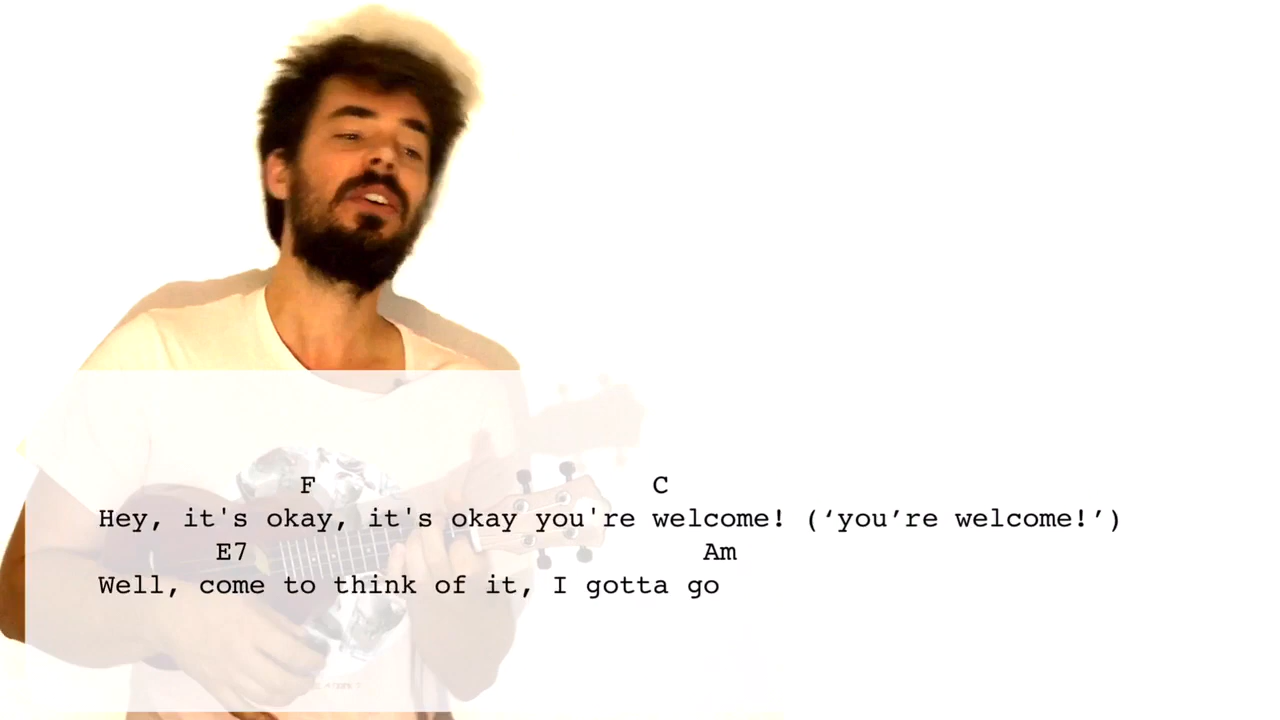 F C
Hey, it's okay, it's okay you're welcome! (‘you’re welcome!’)
E7 Am
Well, come to think of it, I gotta go